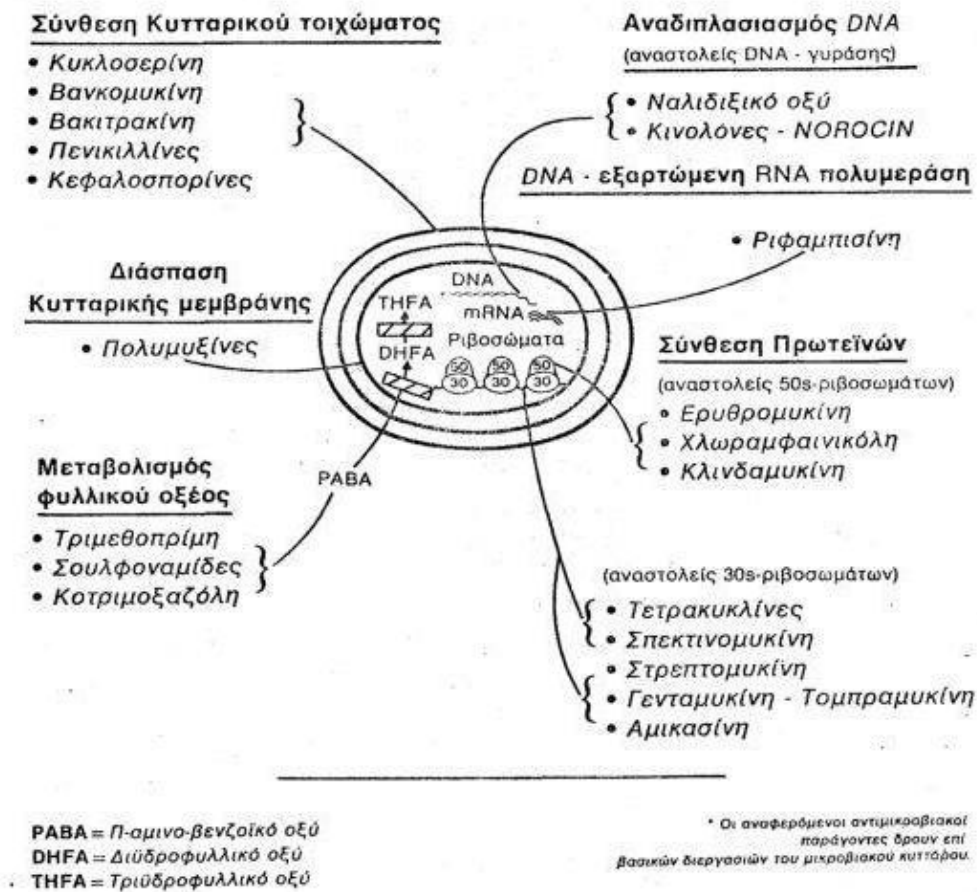 Σύνθεση Κυτταρικού τοιχώματος
• Κυκλοσερίνη
• Βανκομυκίνη
• Βακιτρακίνη
• Πενικιλλίνες
• Κεφαλοσπορίνες
Αναδιπλασιασμός DNA
(αναστολείς DNA - γυράσης)
• Ναλιδιξικό οξύ
• Κινολόνες - NOROCIN
DNA - εξαρτώμενη RNA πολυμεράση
• Ριφαμπισίνη
Διάσπαση
Κυτταρικής μεμβράνης
• Πολυμυξίνες
DNA
THFA
mRNA
Ριβοσώματα
DHFA
50 50 50
30 30 30
PABA
Σύνθεση Πρωτεϊνών
(αναστολείς 50s-ριβοσωμάτων)
• Ερυθρομυκίνη
• Χλωραμφαινικόλη
• Κλινδαμυκίνη
Μεταβολισμός
φυλλικού οξέος
• Τριμεθοπρίμη
• Σουλφοναμίδες
• Κοτριμοξαζόλη
(αναστολείς 30s-ριβοσωμάτων)
• Τετρακυκλίνες
• Σπεκτινομυκίνη
• Στρεπτομυκίνη
• Γενταμυκίνη - Τομπραμυκίνη
• Αμικασίνη
PABA = Π-αμινο-βενζοϊκό οξύ
DHFA = Διϋδροφυλλικό οξύ
THFA = Τριϋδροφυλλικό οξύ
* Οι αναφερόμενοι αντιμικροβιακοί
παράγοντες δρουν επί
βασικών διεργασιών του μικροβιακού κυττάρου.